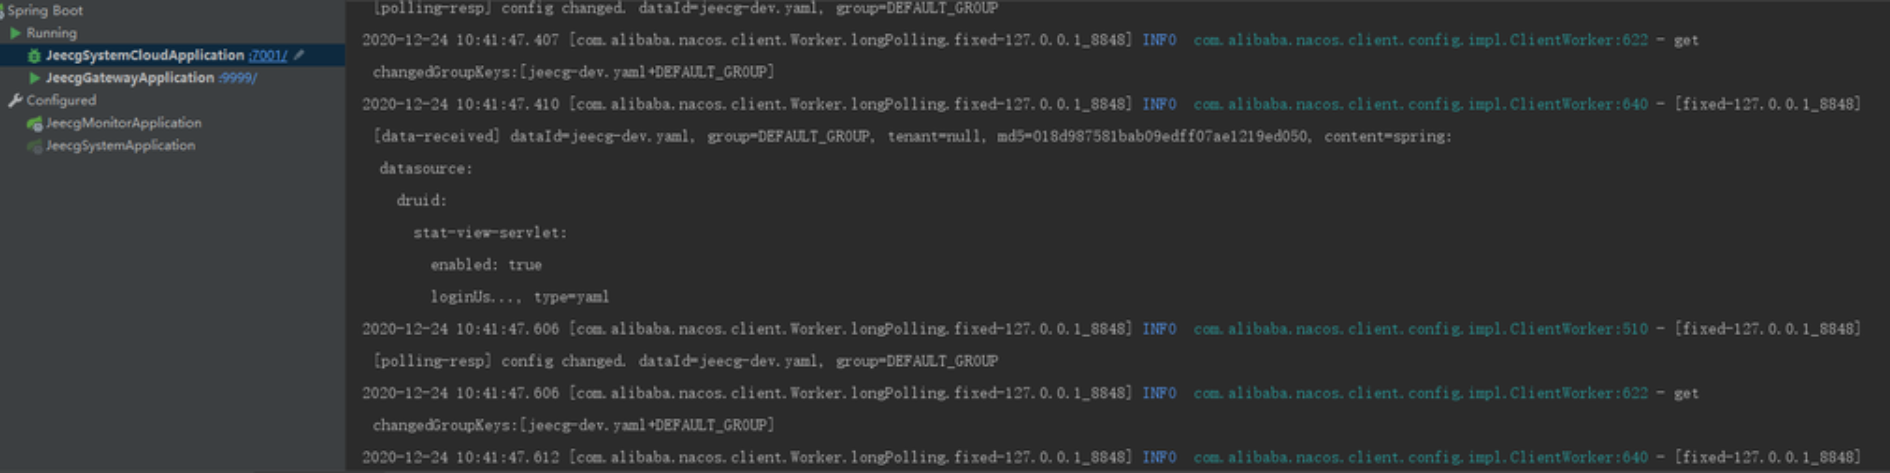 Spring Boot
Running
JeecgSystemCloudApplication :7001/
JeecgGatewayApplication :9999/
Configured
JeecgMonitorApplication
JeecgSystemApplication
[polling-resp] config changed. dataId=jeecg-dev.yaml, group=DEFAULT_GROUP
2020-12-24 10:41:47.407 [com.alibaba.nacos.client.Worker.longPolling.fixed-127.0.0.1_8848] INFO com.alibaba.nacos.client.config.impl.ClientWorker:622 - get
changedGroupKeys:[jeecg-dev.yaml+DEFAULT_GROUP]
2020-12-24 10:41:47.410 [com.alibaba.nacos.client.Worker.longPolling.fixed-127.0.0.1_8848] INFO com.alibaba.nacos.client.config.impl.ClientWorker:640 - [fixed-127.0.0.1_8848]
[data-received] dataId=jeecg-dev.yaml, group=DEFAULT_GROUP, tenant=null, md5=018d987581bab09edff07ae1219ed050, content=spring:
datasource:
druid:
stat-view-servlet:
enabled: true
loginUs..., type=yaml
2020-12-24 10:41:47.606 [com.alibaba.nacos.client.Worker.longPolling.fixed-127.0.0.1_8848] INFO com.alibaba.nacos.client.config.impl.ClientWorker:510 - [fixed-127.0.0.1_8848]
[polling-resp] config changed. dataId=jeecg-dev.yaml, group=DEFAULT_GROUP
2020-12-24 10:41:47.606 [com.alibaba.nacos.client.Worker.longPolling.fixed-127.0.0.1_8848] INFO com.alibaba.nacos.client.config.impl.ClientWorker:622 - get
changedGroupKeys:[jeecg-dev.yaml+DEFAULT_GROUP]
2020-12-24 10:41:47.612 [com.alibaba.nacos.client.Worker.longPolling.fixed-127.0.0.1_8848] INFO com.alibaba.nacos.client.config.impl.ClientWorker:640 - [fixed-127.0.0.1_8848]